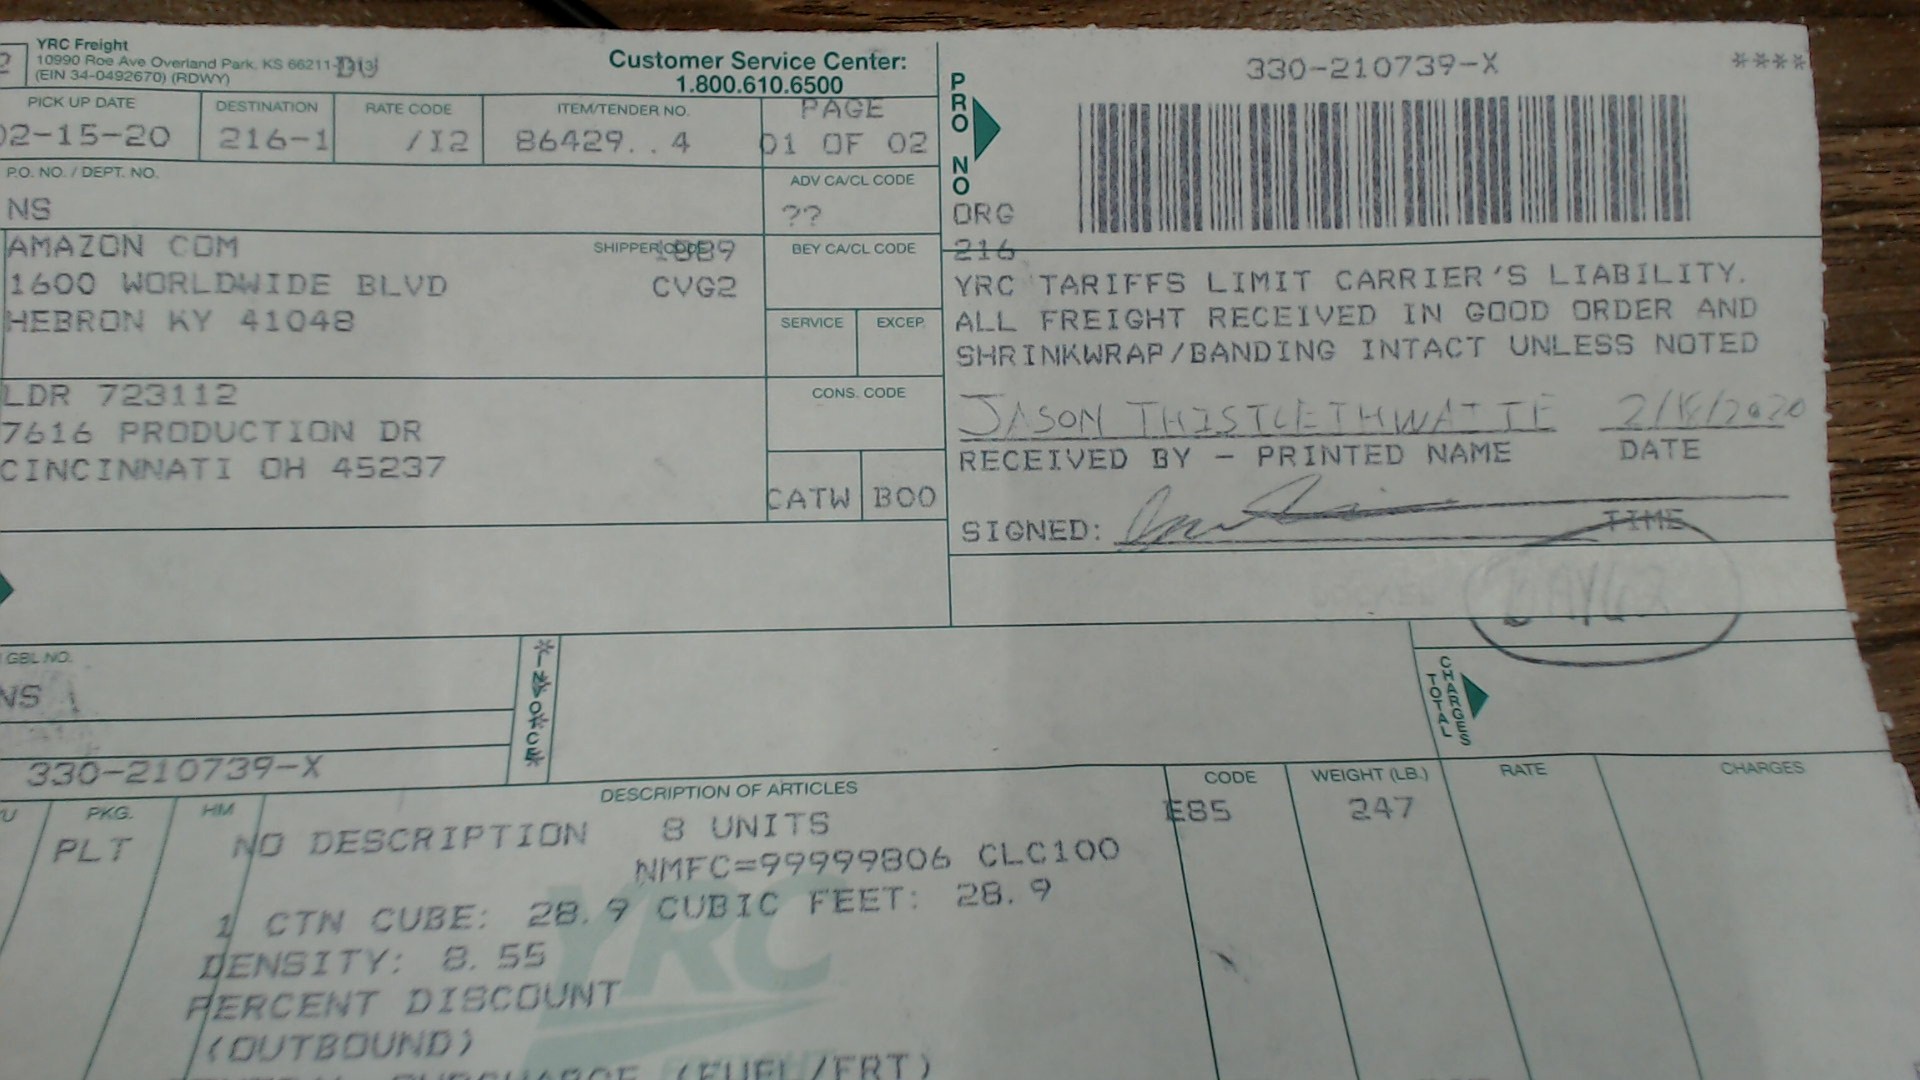 YRC Freight
10990 Roe Ave Overland Park, KS 66211
(EIN 34-0492670) (RDWY)
Customer Service Center:
1.800.610.6500
PICK UP DATE
02-15-20
DESTINATION
216-1
RATE CODE
/I2
ITEM/TENDER NO.
86429..4
PAGE
01 OF 02
P.O. NO. / DEPT. NO.
NS
ADV CA/CL CODE
??
AMAZON COM
1600 WORLDWIDE BLVD
HEBRON KY 41048
SHIPPER CODE
CVG2
BEY CA/CL CODE
SERVICE
EXCEP.
LDR 723112
7616 PRODUCTION DR
CINCINNATI OH 45237
CONS. CODE
CATW
BOO
PRO NO
330-210739-X
****
ORG
216
YRC TARIFFS LIMIT CARRIER'S LIABILITY.
ALL FREIGHT RECEIVED IN GOOD ORDER AND
SHRINKWRAP/BANDING INTACT UNLESS NOTED
JASON THISTLETHWAITE
RECEIVED BY - PRINTED NAME
DATE
SIGNED:
TIME
GBL NO.
NS
*INVOICE*
TOTAL CHARGES
330-210739-X
PKG.
HM
DESCRIPTION OF ARTICLES
CODE
WEIGHT (LB.)
RATE
CHARGES
PLT
NO DESCRIPTION 8 UNITS
E85
247
NMFC=99999806 CLC100
1 CTN CUBE: 28.9 CUBIC FEET: 28.9
DENSITY: 8.55
PERCENT DISCOUNT
(OUTBOUND)
YRC
(FUEL/FRT)